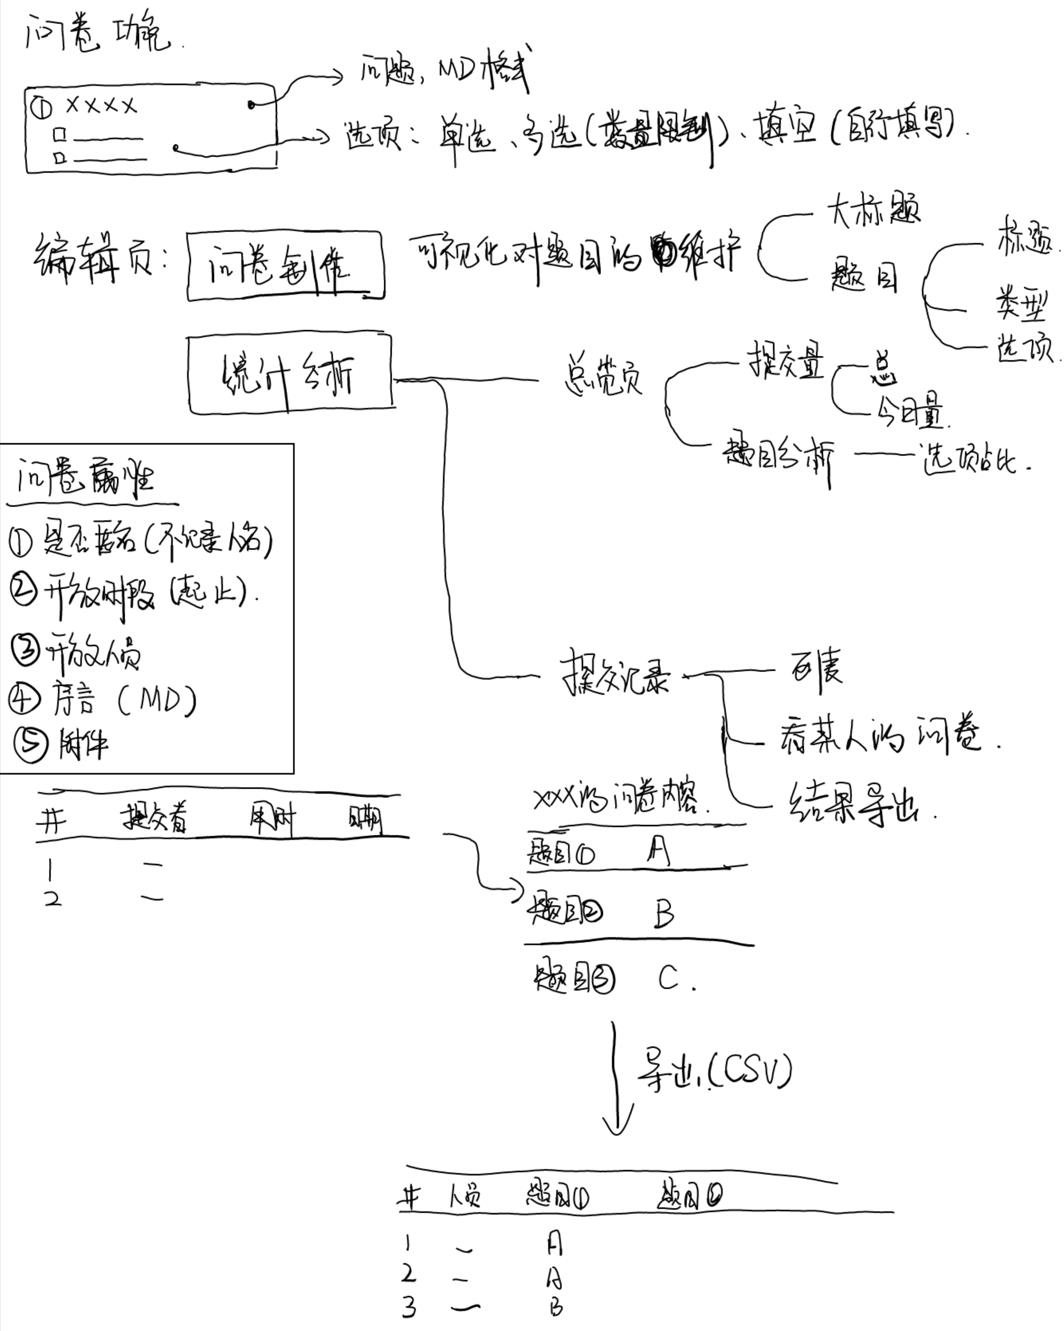 问卷功能.
① XXXX
问题, MD格式
选项: 单选、多选(数量限制)、填空(自行填写).
编辑页: 问卷制作 可视化对题目的维护
大标题
题目
标题.
类型
选项.
统计分析
总览页
提交量
总
今日量.
题目分析
选项占比.
问卷属性
① 是否匿名(不记录人名)
② 开放时段(起止).
③ 开放人员
④ 序言 (MD)
⑤ 附件
提交记录
列表
看某人的问卷.
结果导出.
# 提交者 用时 日期
1 —
2 —
xxx的问卷内容.
题目① A
题目② B
题目③ C.
导出(CSV)
# 人员 题目① 题目②
1 — A
2 — A
3 — B